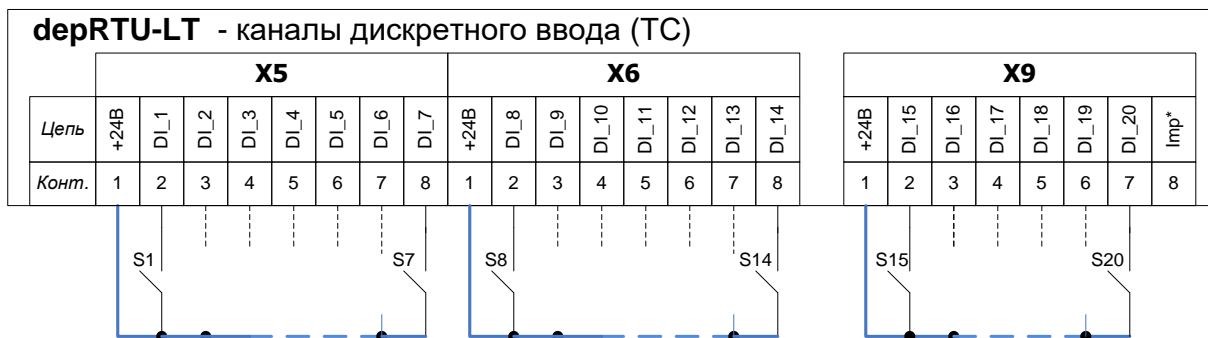 depRTU-LT - каналы дискретного ввода (ТС)
X5 X6 X9
Цепь +24В DI_1 DI_2 DI_3 DI_4 DI_5 DI_6 DI_7 +24В DI_8 DI_9 DI_10 DI_11 DI_12 DI_13 DI_14 +24В DI_15 DI_16 DI_17 DI_18 DI_19 DI_20 Imp*
Конт. 1 2 3 4 5 6 7 8 1 2 3 4 5 6 7 8 1 2 3 4 5 6 7 8
S1 S7 S8 S14 S15 S20